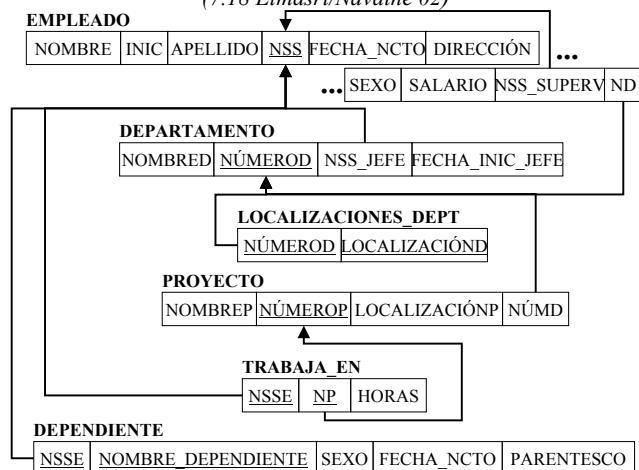 (7.18 Elmasri/Navathe 02)
EMPLEADO
NOMBRE INIC APELLIDO NSS FECHA_NCTO DIRECCIÓN ...
... SEXO SALARIO NSS_SUPERV ND
DEPARTAMENTO
NOMBRED NÚMEROD NSS_JEFE FECHA_INIC_JEFE
LOCALIZACIONES_DEPT
NÚMEROD LOCALIZACIÓND
PROYECTO
NOMBREP NÚMEROP LOCALIZACIÓNP NÚMD
TRABAJA_EN
NSSE NP HORAS
DEPENDIENTE
NSSE NOMBRE_DEPENDIENTE SEXO FECHA_NCTO PARENTESCO